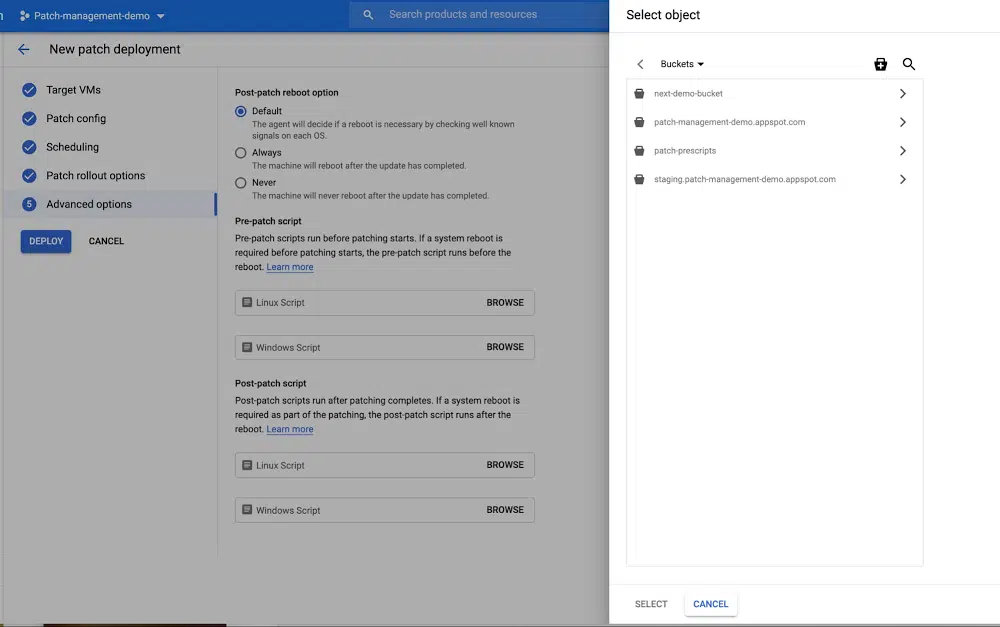 Patch-management-demo
Search products and resources
New patch deployment
Target VMs
Patch config
Scheduling
Patch rollout options
5 Advanced options
DEPLOY CANCEL
Post-patch reboot option
Default
The agent will decide if a reboot is necessary by checking well known
signals on each OS.
Always
The machine will reboot after the update has completed.
Never
The machine will never reboot after the update has completed.
Pre-patch script
Pre-patch scripts run before patching starts. If a system reboot is
required before patching starts, the pre-patch script runs before the
reboot. Learn more
Linux Script BROWSE
Windows Script BROWSE
Post-patch script
Post-patch scripts run after patching completes. If a system reboot is
required as part of the patching, the post-patch script runs after the
reboot. Learn more
Linux Script BROWSE
Windows Script BROWSE
Select object
Buckets
next-demo-bucket
patch-management-demo.appspot.com
patch-prescripts
staging.patch-management-demo.appspot.com
SELECT CANCEL